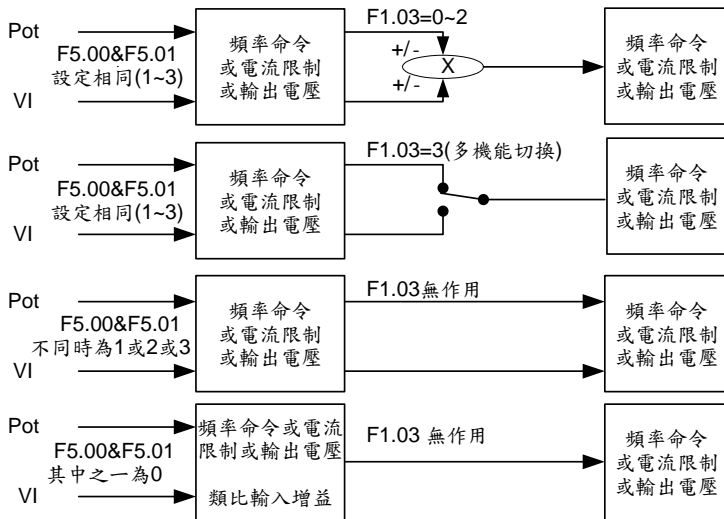 Pot
F5.00&F5.01
設定相同(1~3)
VI
頻率命令
或電流限制
或輸出電壓
F1.03=0~2
+/-
X
+/-
頻率命令
或電流限制
或輸出電壓
Pot
F5.00&F5.01
設定相同(1~3)
VI
頻率命令
或電流限制
或輸出電壓
F1.03=3(多機能切換)
頻率命令
或電流限制
或輸出電壓
Pot
F5.00&F5.01
不同時為1或2或3
VI
頻率命令
或電流限制
或輸出電壓
F1.03無作用
頻率命令
或電流限制
或輸出電壓
Pot
F5.00&F5.01
其中之一為0
VI
頻率命令或電流
限制或輸出電壓
類比輸入增益
F1.03 無作用
頻率命令
或電流限制
或輸出電壓